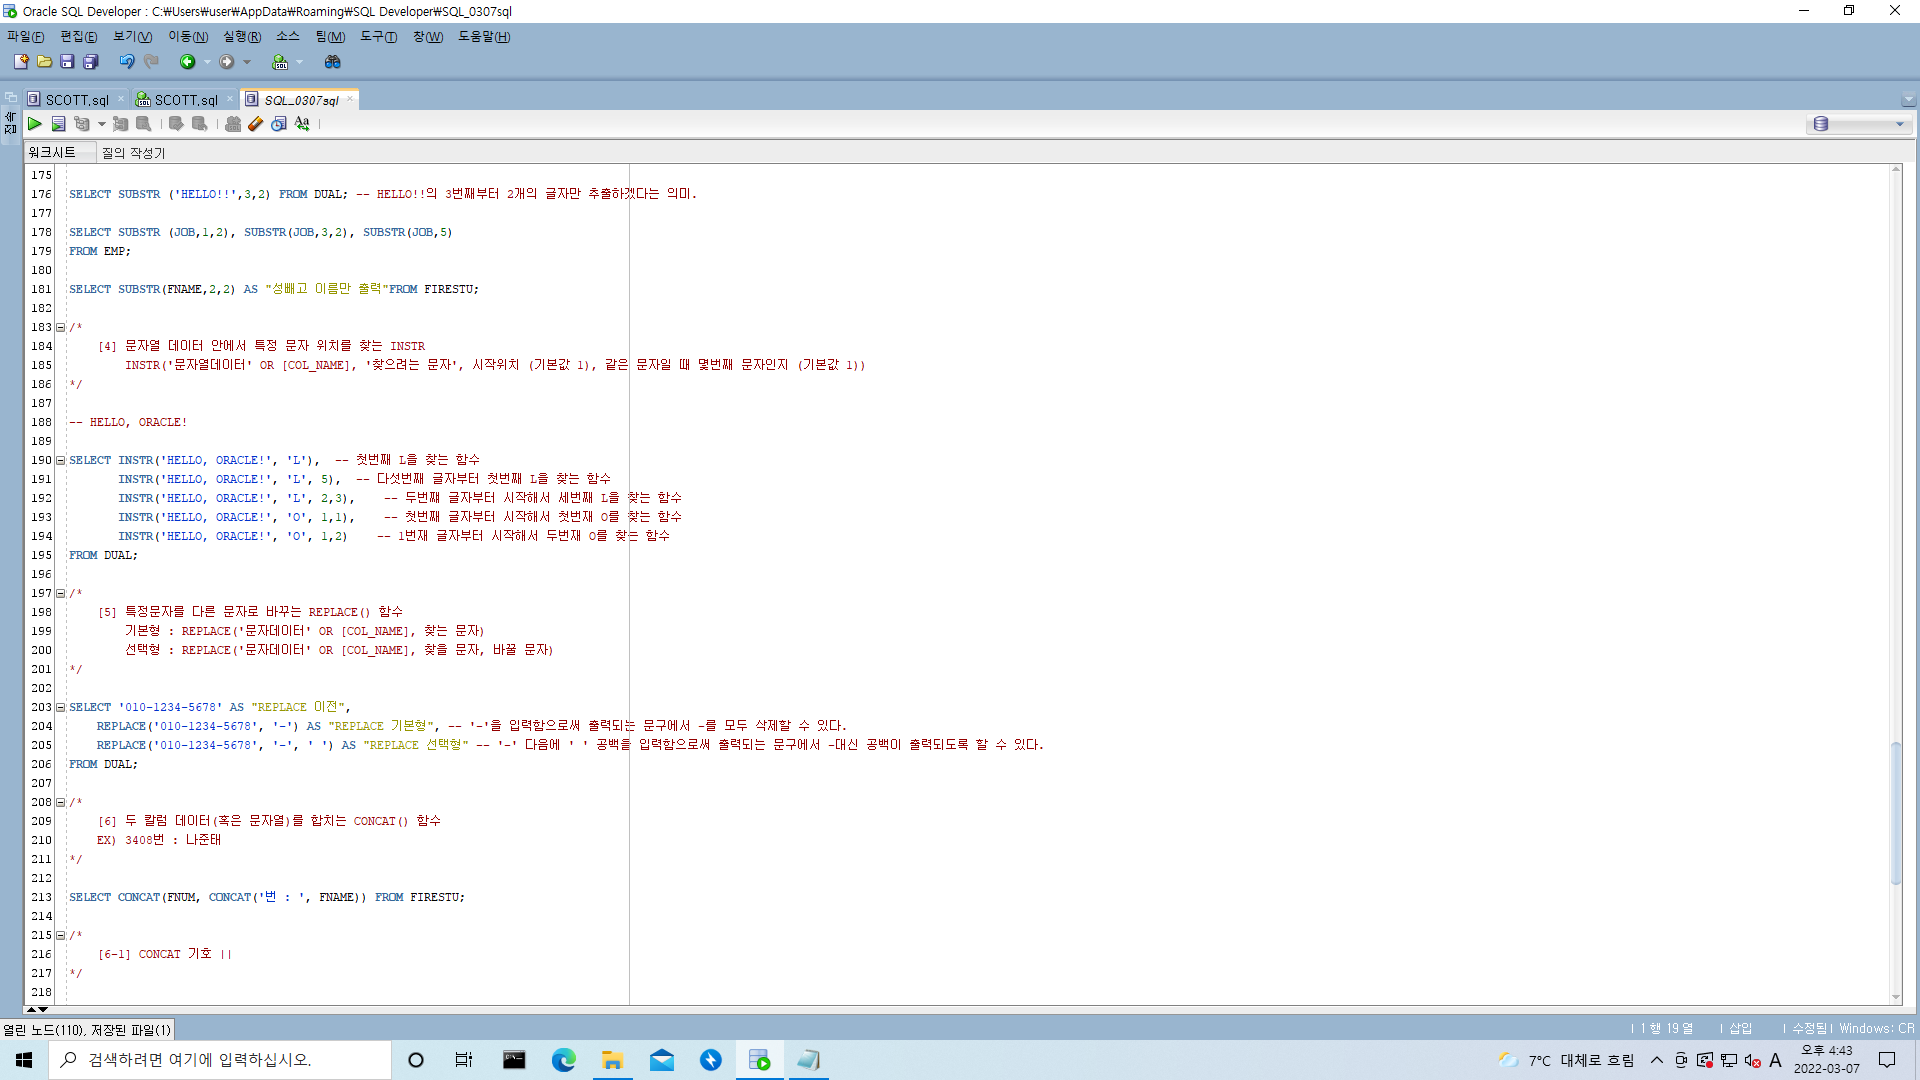 Oracle SQL Developer : C:₩Users₩user₩AppData₩Roaming₩SQL Developer₩SQL_0307sql
파일(F) 편집(E) 보기(V) 이동(N) 실행(R) 소스 팀(M) 도구(T) 창(W) 도움말(H)
SCOTT.sql SCOTT.sql SQL_0307sql
접속
워크시트 질의 작성기
175
176 SELECT SUBSTR ('HELLO!!',3,2) FROM DUAL; -- HELLO!!의 3번째부터 2개의 글자만 추출하겠다는 의미.
177
178 SELECT SUBSTR (JOB,1,2), SUBSTR(JOB,3,2), SUBSTR(JOB,5)
179 FROM EMP;
180
181 SELECT SUBSTR(FNAME,2,2) AS "성빼고 이름만 출력"FROM FIRESTU;
182
183 /*
184 [4] 문자열 데이터 안에서 특정 문자 위치를 찾는 INSTR
185 INSTR('문자열데이터' OR [COL_NAME], '찾으려는 문자', 시작위치 (기본값 1), 같은 문자일 때 몇번째 문자인지 (기본값 1))
186 */
187
188 -- HELLO, ORACLE!
189
190 SELECT INSTR('HELLO, ORACLE!', 'L'), -- 첫번째 L을 찾는 함수
191 INSTR('HELLO, ORACLE!', 'L', 5), -- 다섯번째 글자부터 첫번째 L을 찾는 함수
192 INSTR('HELLO, ORACLE!', 'L', 2,3), -- 두번째 글자부터 시작해서 세번째 L을 찾는 함수
193 INSTR('HELLO, ORACLE!', 'O', 1,1), -- 첫번째 글자부터 시작해서 첫번재 O를 찾는 함수
194 INSTR('HELLO, ORACLE!', 'O', 1,2) -- 1번재 글자부터 시작해서 두번재 O를 찾는 함수
195 FROM DUAL;
196
197 /*
198 [5] 특정문자를 다른 문자로 바꾸는 REPLACE() 함수
199 기본형 : REPLACE('문자데이터' OR [COL_NAME], 찾는 문자)
200 선택형 : REPLACE('문자데이터' OR [COL_NAME], 찾을 문자, 바꿀 문자)
201 */
202
203 SELECT '010-1234-5678' AS "REPLACE 이전",
204 REPLACE('010-1234-5678', '-') AS "REPLACE 기본형", -- '-'을 입력함으로써 출력되는 문구에서 -를 모두 삭제할 수 있다.
205 REPLACE('010-1234-5678', '-', ' ') AS "REPLACE 선택형" -- '-' 다음에 ' ' 공백을 입력함으로써 출력되는 문구에서 -대신 공백이 출력되도록 할 수 있다.
206 FROM DUAL;
207
208 /*
209 [6] 두 칼럼 데이터(혹은 문자열)를 합치는 CONCAT() 함수
210 EX) 3408번 : 나준태
211 */
212
213 SELECT CONCAT(FNUM, CONCAT('번 : ', FNAME)) FROM FIRESTU;
214
215 /*
216 [6-1] CONCAT 기호 ||
217 */
218
열린 노드(110), 저장된 파일(1)
1 행 19 열 삽입 수정됨 Windows: CR
검색하려면 여기에 입력하십시오.
7°C 대체로 흐림 A 오후 4:43
2022-03-07